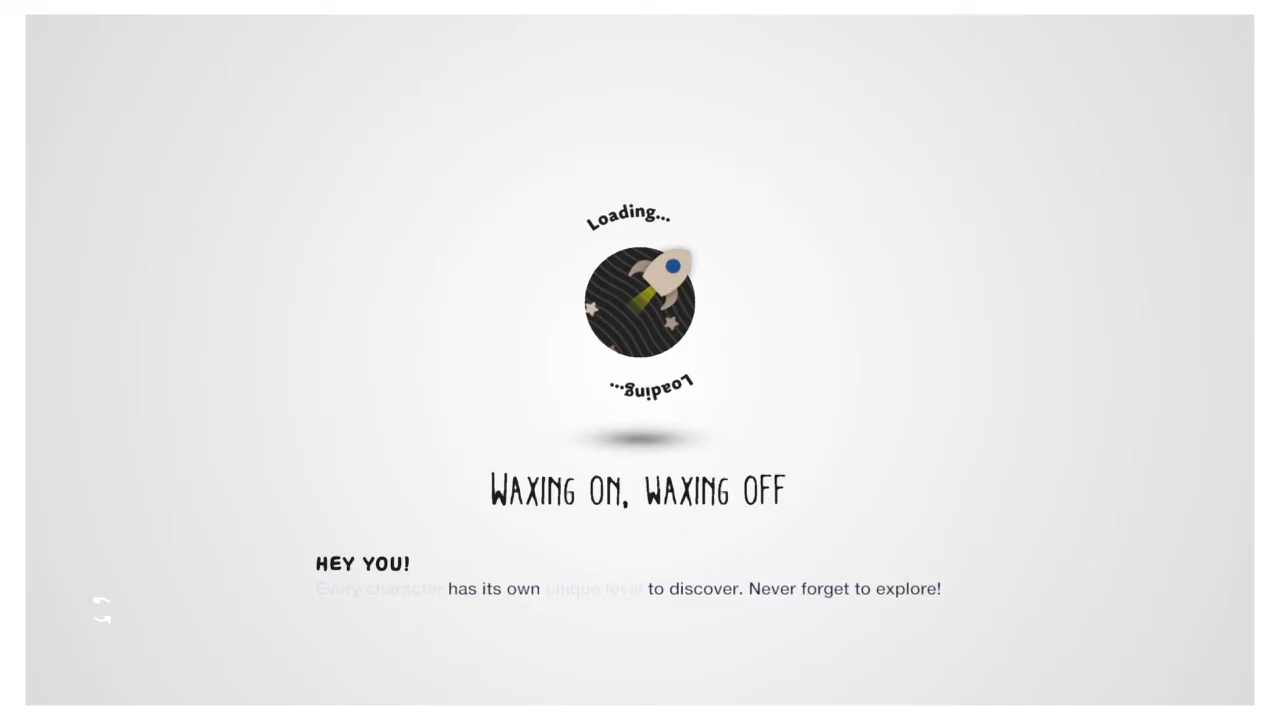 Loading...
Loading...
Waxing on, waxing off
HEY YOU!
Every character has its own unique level to discover. Never forget to explore!